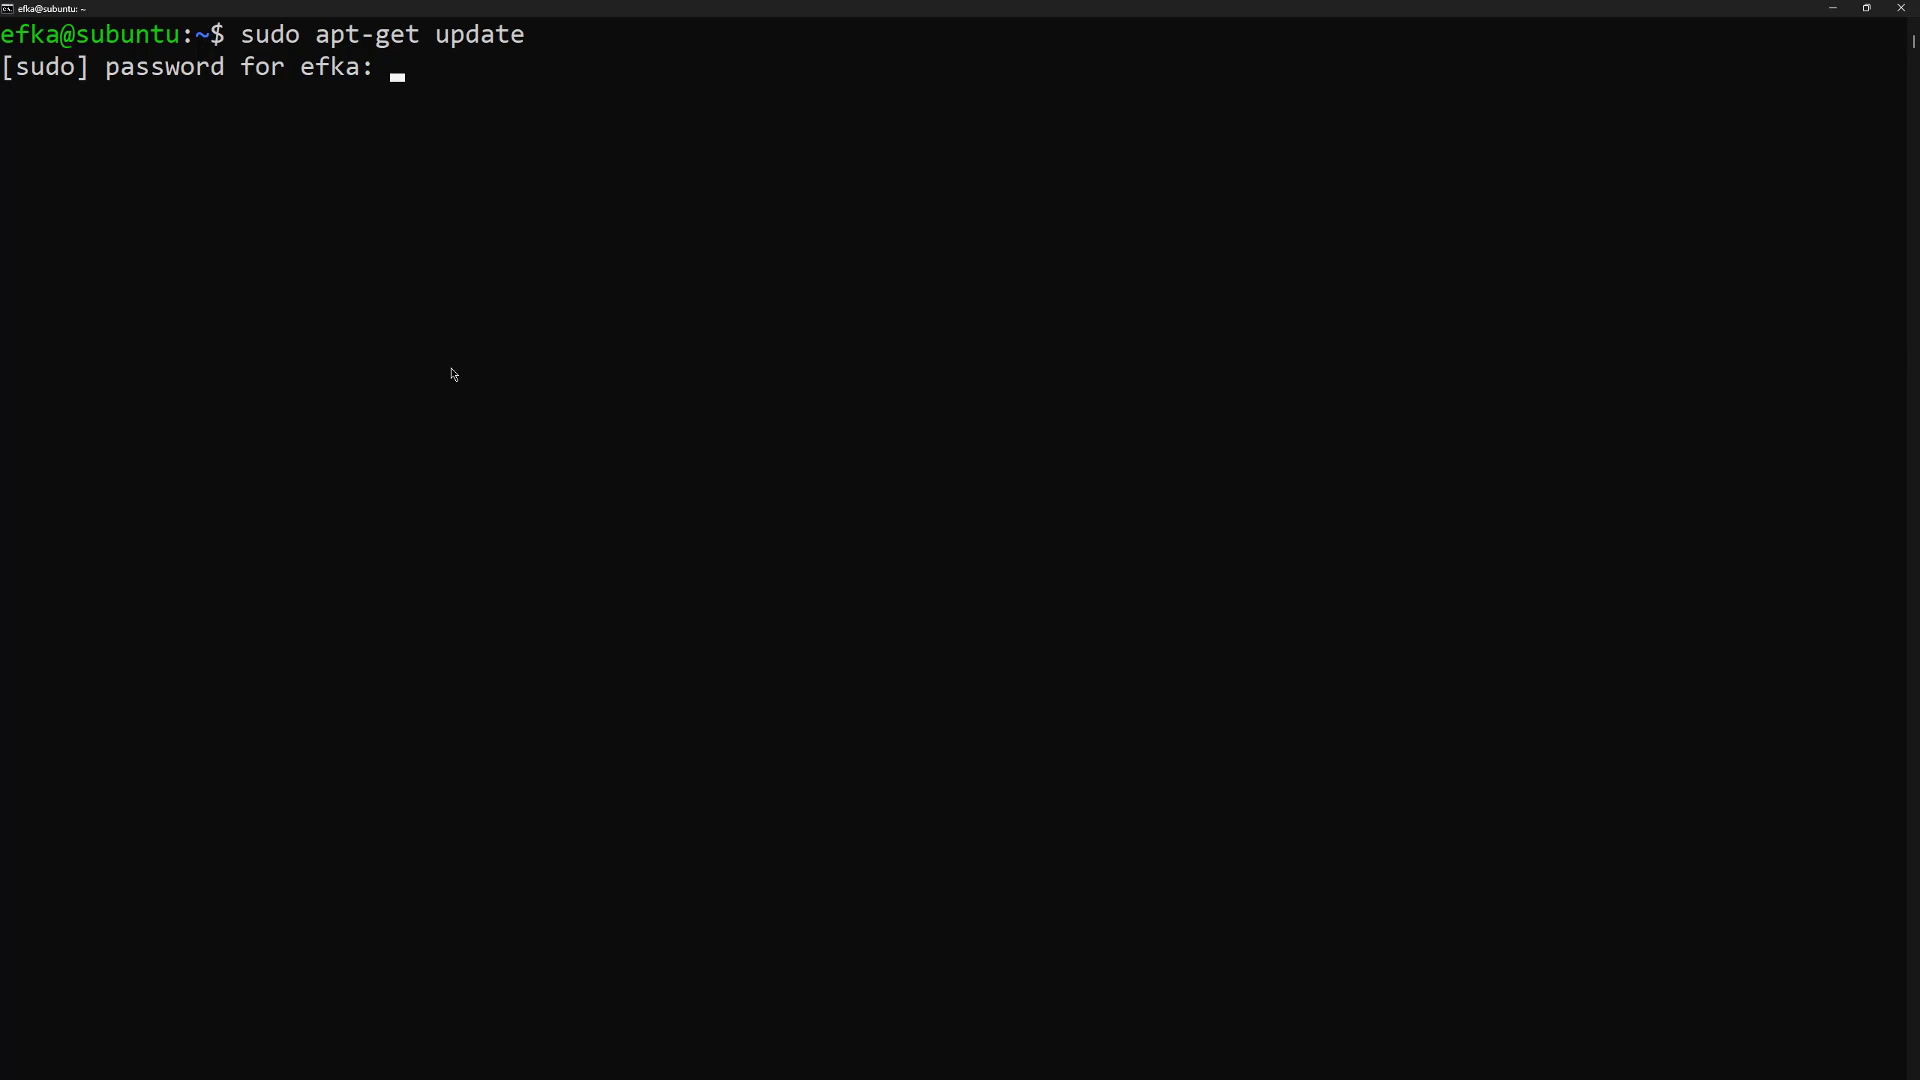 efka@subuntu: ~
efka@subuntu:~$ sudo apt-get update
[sudo] password for efka: